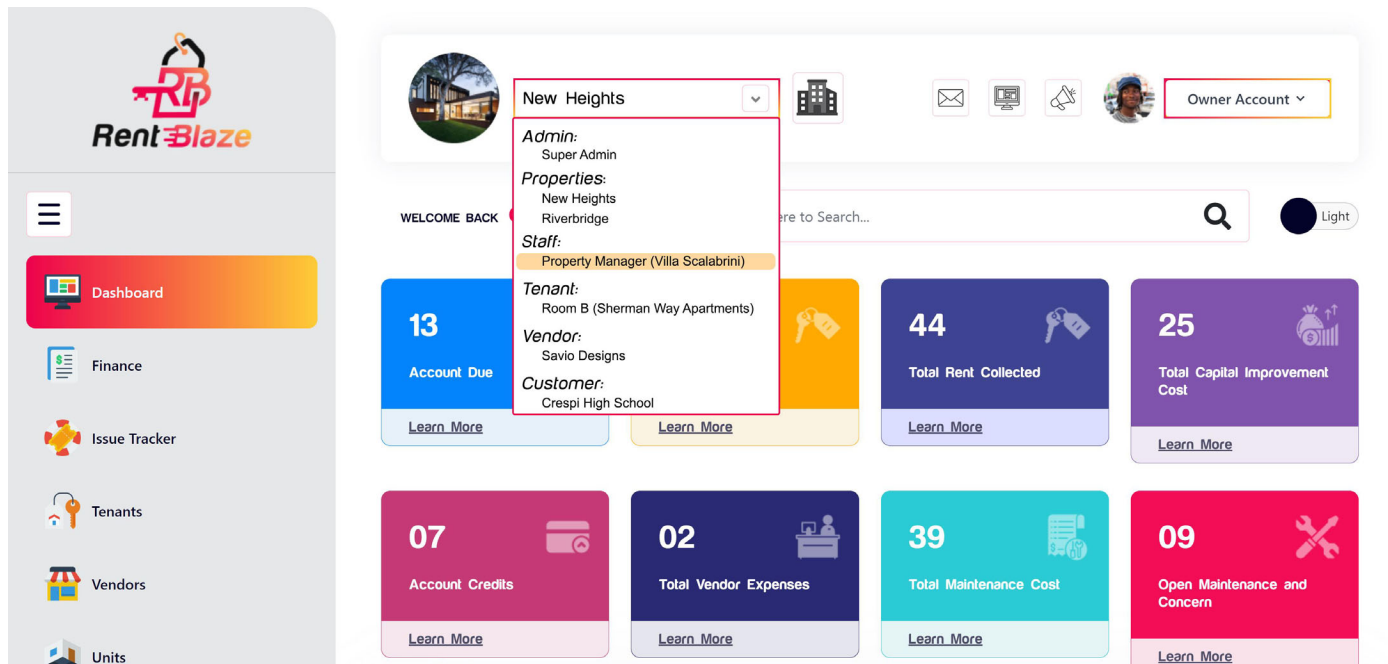 RB
Rent Blaze
New Heights
Owner Account
Admin:
Super Admin
Properties:
New Heights
Riverbridge
Staff:
Property Manager (Villa Scalabrini)
Tenant:
Room B (Sherman Way Apartments)
Vendor:
Savio Designs
Customer:
Crespi High School
WELCOME BACK
ere to Search...
Light
Dashboard
Finance
Issue Tracker
Tenants
Vendors
Units
13
Account Due
Learn More
Learn More
44
Total Rent Collected
Learn More
25
Total Capital Improvement
Cost
Learn More
07
Account Credits
Learn More
02
Total Vendor Expenses
Learn More
39
Total Maintenance Cost
Learn More
09
Open Maintenance and
Concern
Learn More